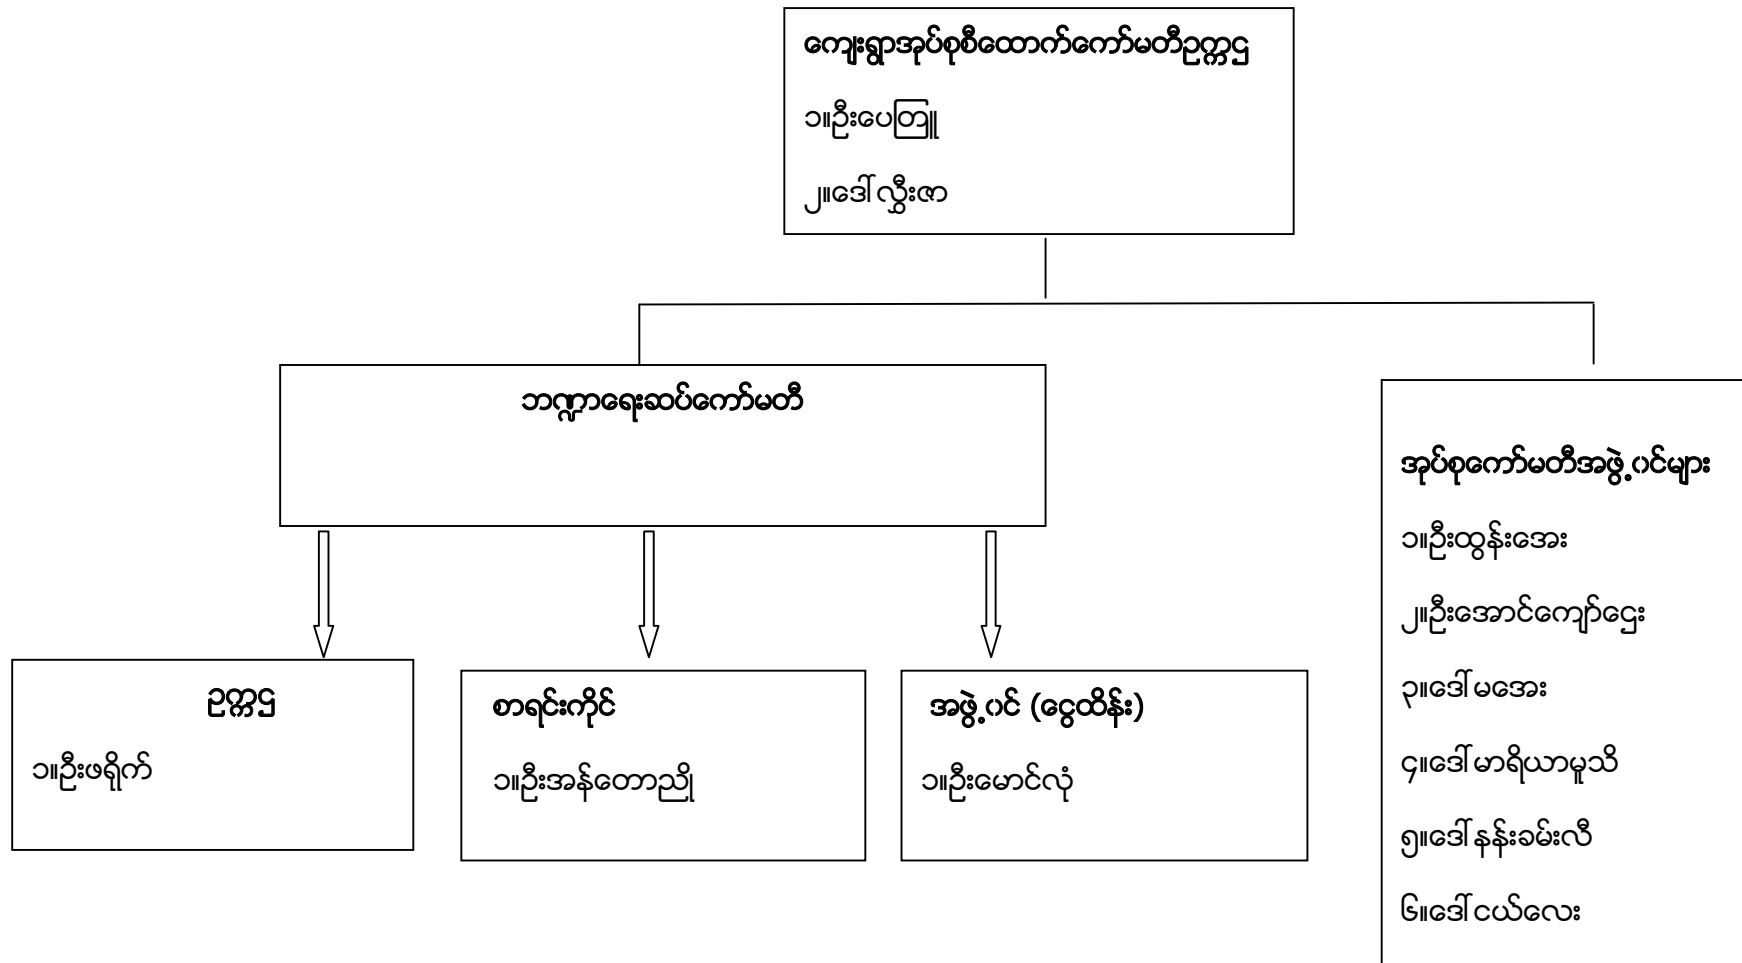 ကျေးရွာအုပ်စုစီထောက်ကော်မတီဥက္ကဌ
၁။ဦးပေတြူ
၂။ဒေါ်လွှီးဇာ
ဘဏ္ဍာရေးဆပ်ကော်မတီ
အုပ်စုကော်မတီအဖွဲ့ဝင်များ
၁။ဦးထွန်းအေး
၂။ဦးအောင်ကျော်ဌေး
၃။ဒေါ်မအေး
၄။ဒေါ်မာရိယာမူသိ
၅။ဒေါ်နန်းခမ်းလီ
၆။ဒေါ်ငယ်လေး
ဥက္ကဌ
၁။ဦးဖရိုက်
စာရင်းကိုင်
၁။ဦးအန်တောညို
အဖွဲ့ဝင် (ငွေထိန်း)
၁။ဦးမောင်လုံ